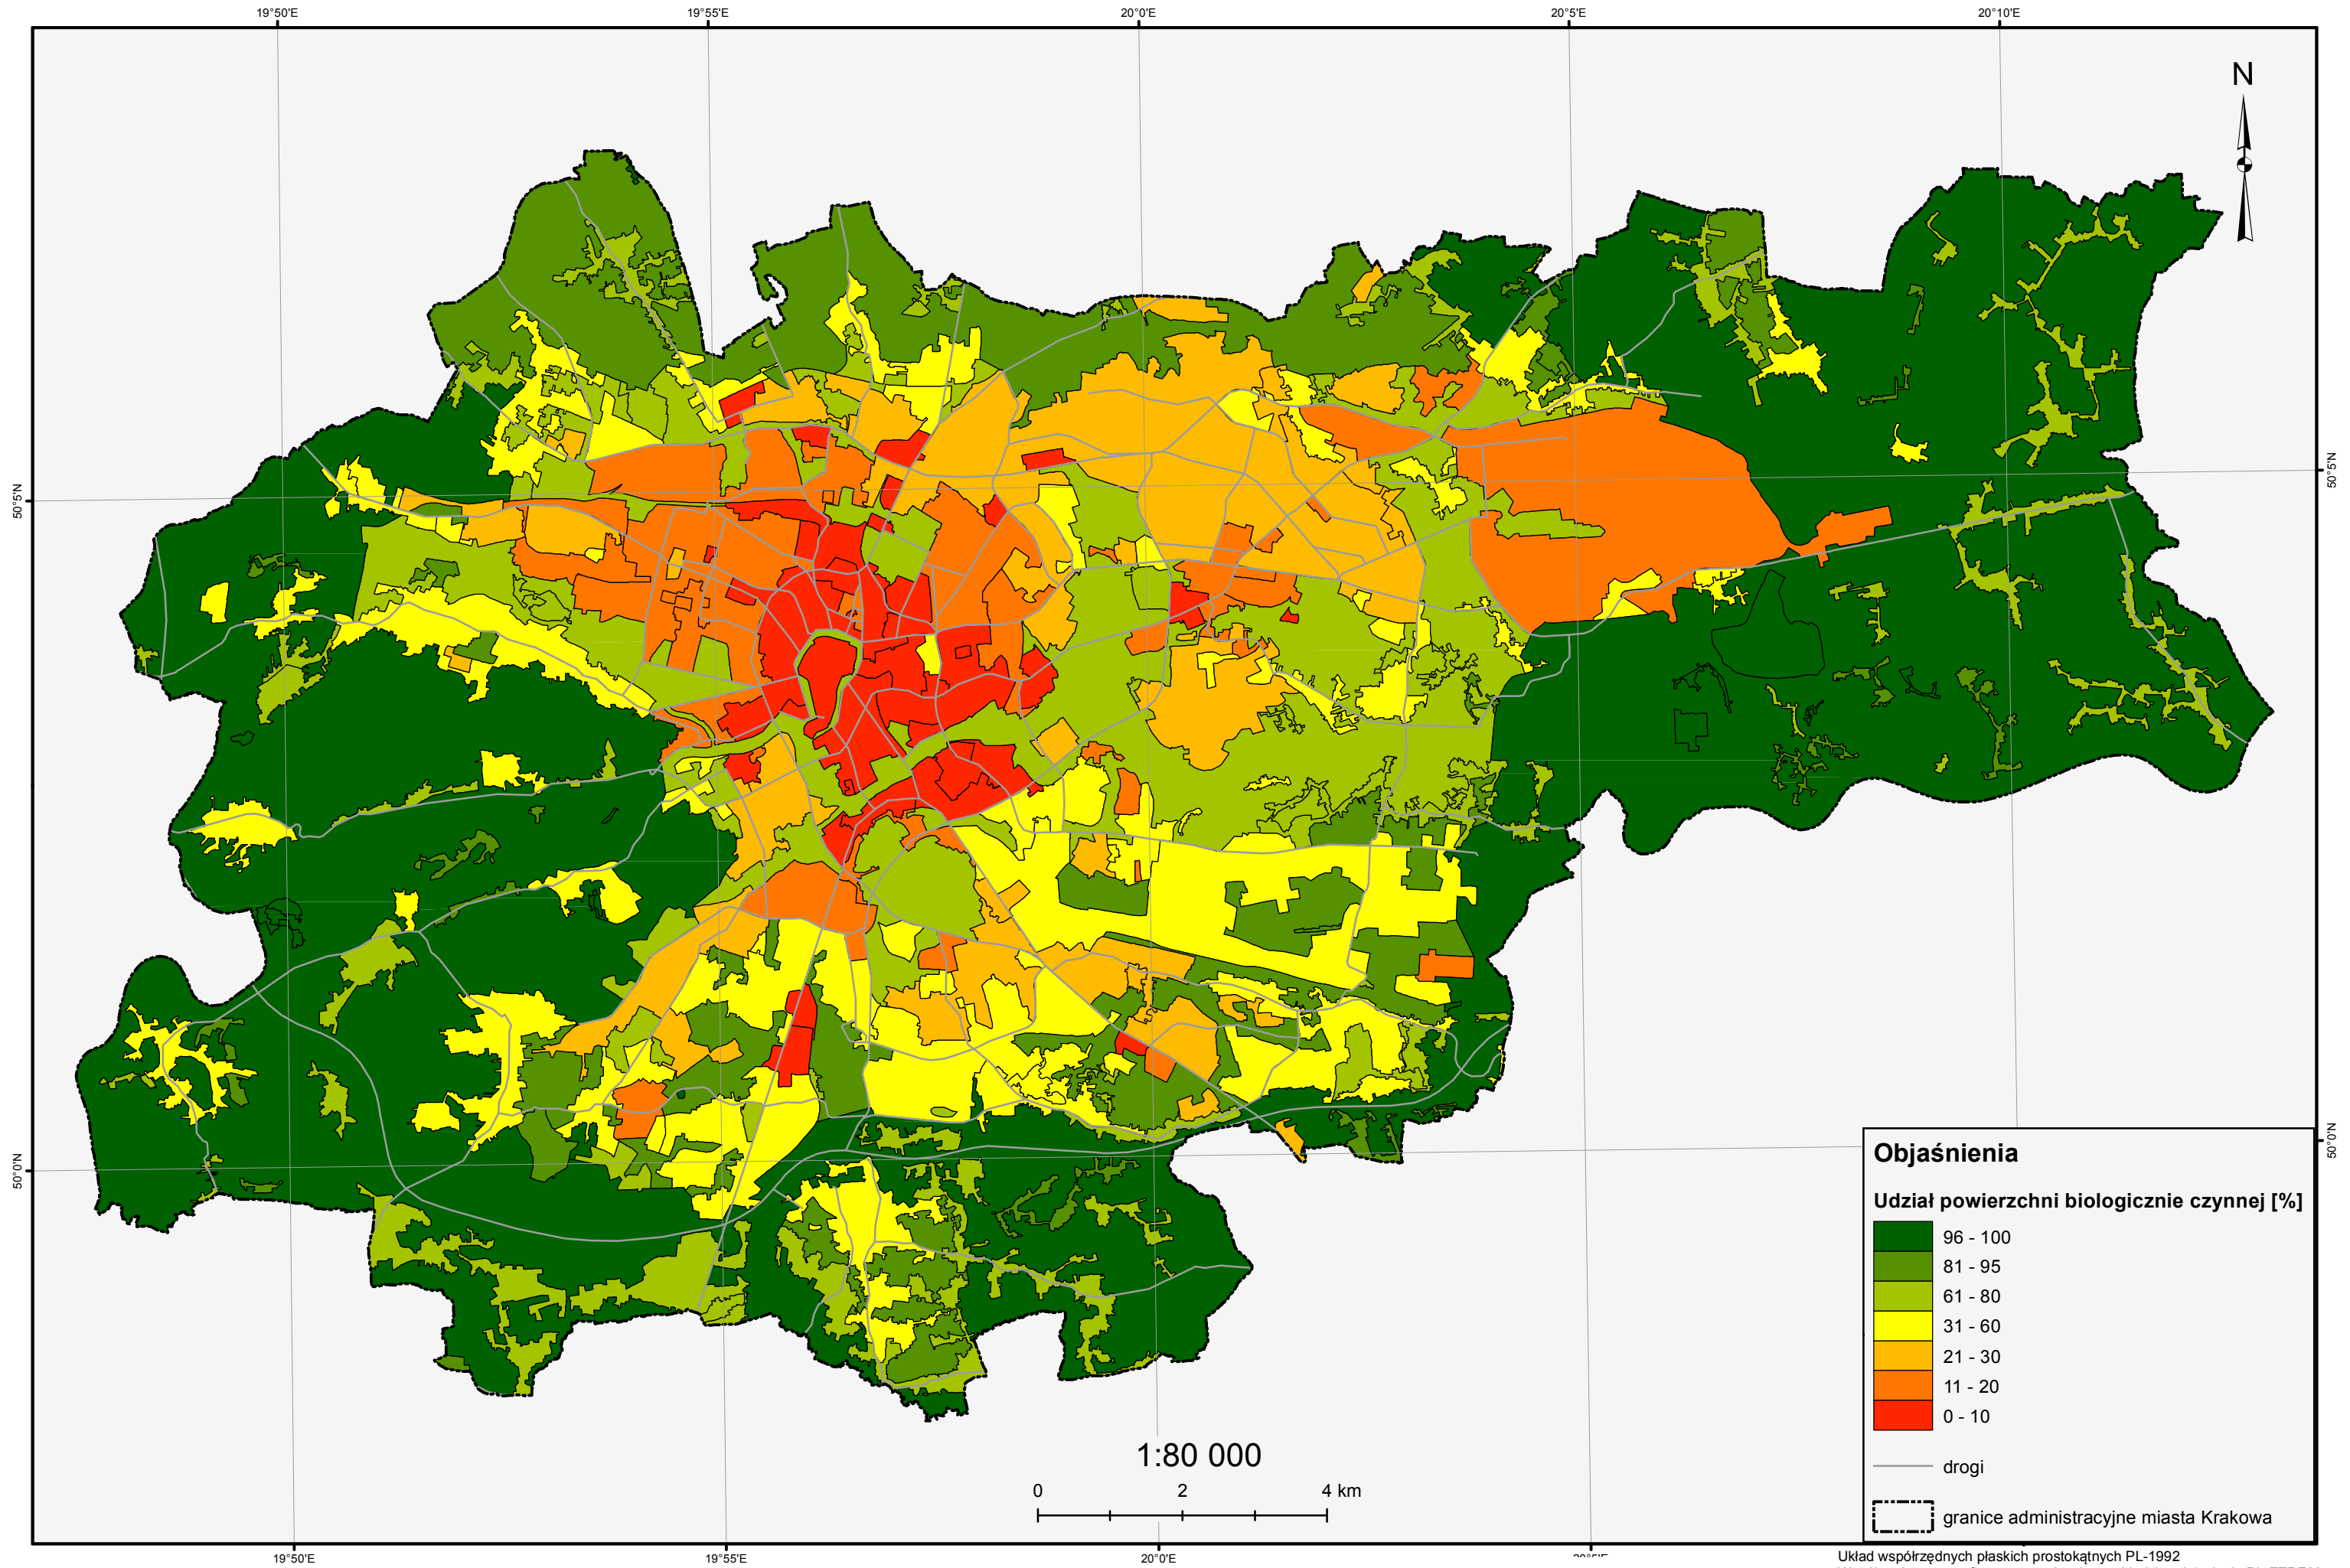 19°50'E 19°55'E 20°0'E 20°5'E 20°10'E
N
50°5'N 50°5'N
50°0'N 50°0'N
Objaśnienia
Udział powierzchni biologicznie czynnej [%]
96 - 100
81 - 95
61 - 80
31 - 60
21 - 30
11 - 20
0 - 10
drogi
granice administracyjne miasta Krakowa
1:80 000
0 2 4 km
19°50'E 19°55'E 20°0'E
Układ współrzędnych płaskich prostokątnych PL-1992